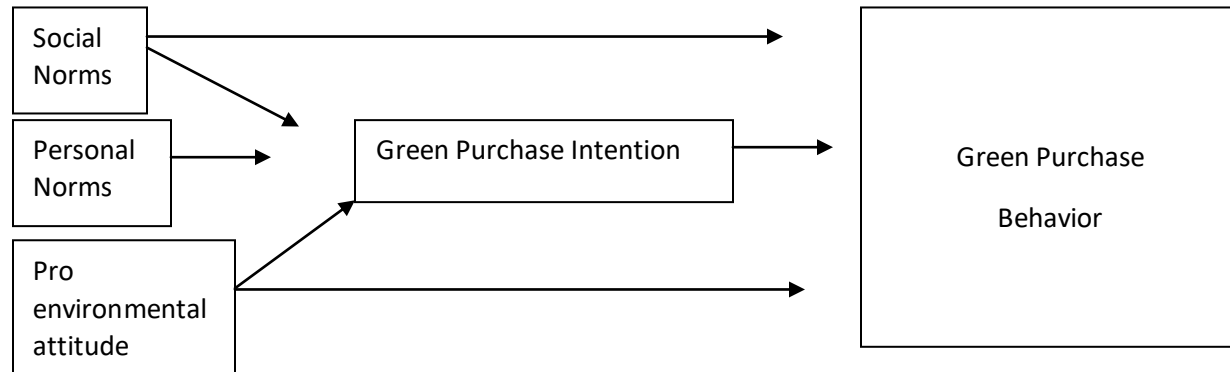 Social
Norms
Personal
Norms
Pro
environmental
attitude
Green Purchase Intention
Green Purchase
Behavior